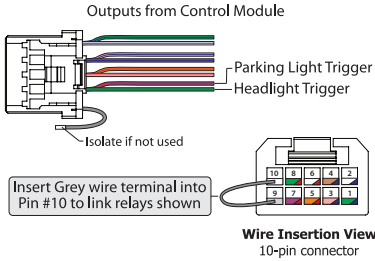 Outputs from Control Module
Parking Light Trigger
Headlight Trigger
Isolate if not used
Insert Grey wire terminal into
Pin #10 to link relays shown
10 8 6 4 2
9 7 5 3 1
Wire Insertion View
10-pin connector